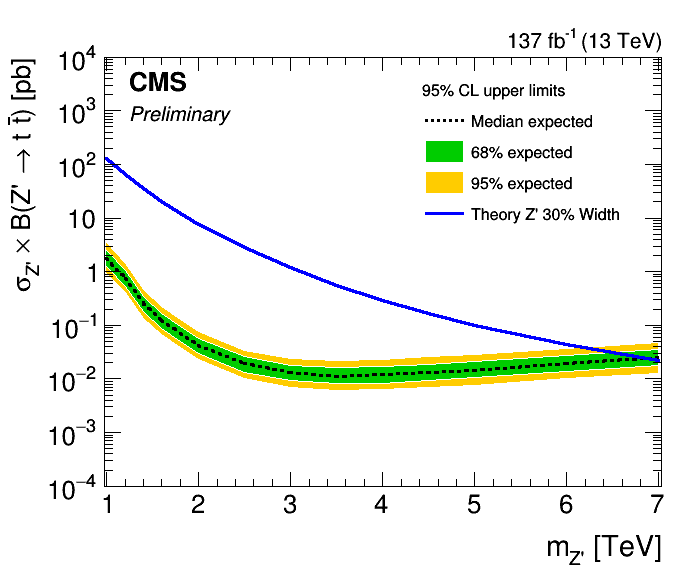 137 fb⁻¹ (13 TeV)
σ_Z' × B(Z' → t t̄) [pb]
CMS
Preliminary
95% CL upper limits
Median expected
68% expected
95% expected
Theory Z' 30% Width
10⁴
10³
10²
10
1
10⁻¹
10⁻²
10⁻³
10⁻⁴
1 2 3 4 5 6 7
m_Z' [TeV]